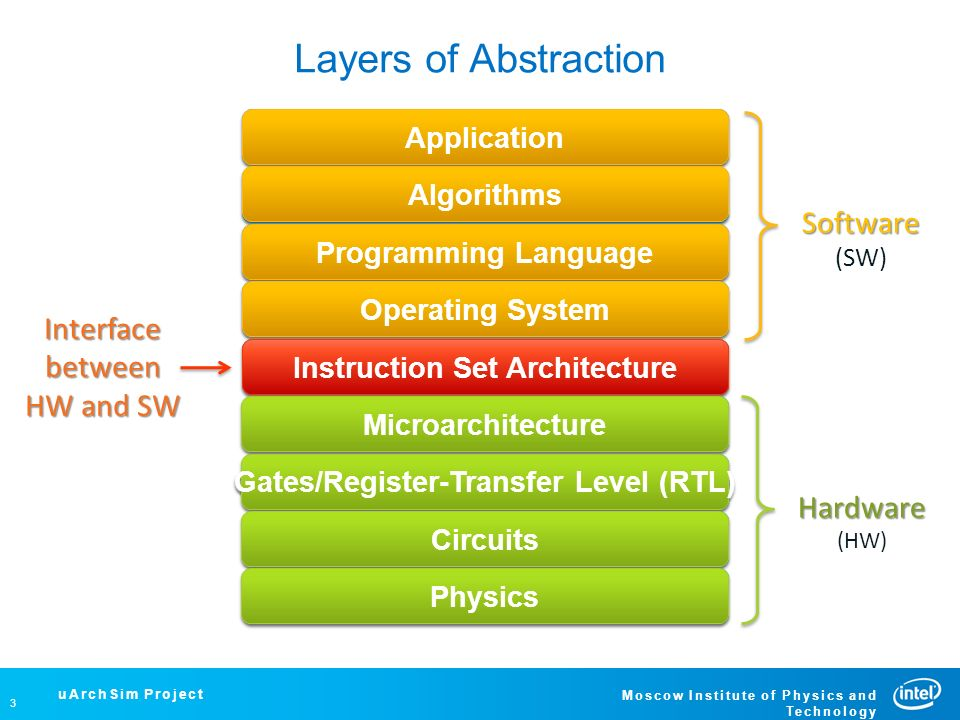 Layers of Abstraction
Application
Algorithms
Programming Language
Operating System
Instruction Set Architecture
Microarchitecture
Gates/Register-Transfer Level (RTL)
Circuits
Physics
Software
(SW)
Interface
between
HW and SW
Hardware
(HW)
3
uArchSim Project
Moscow Institute of Physics and
Technology
intel